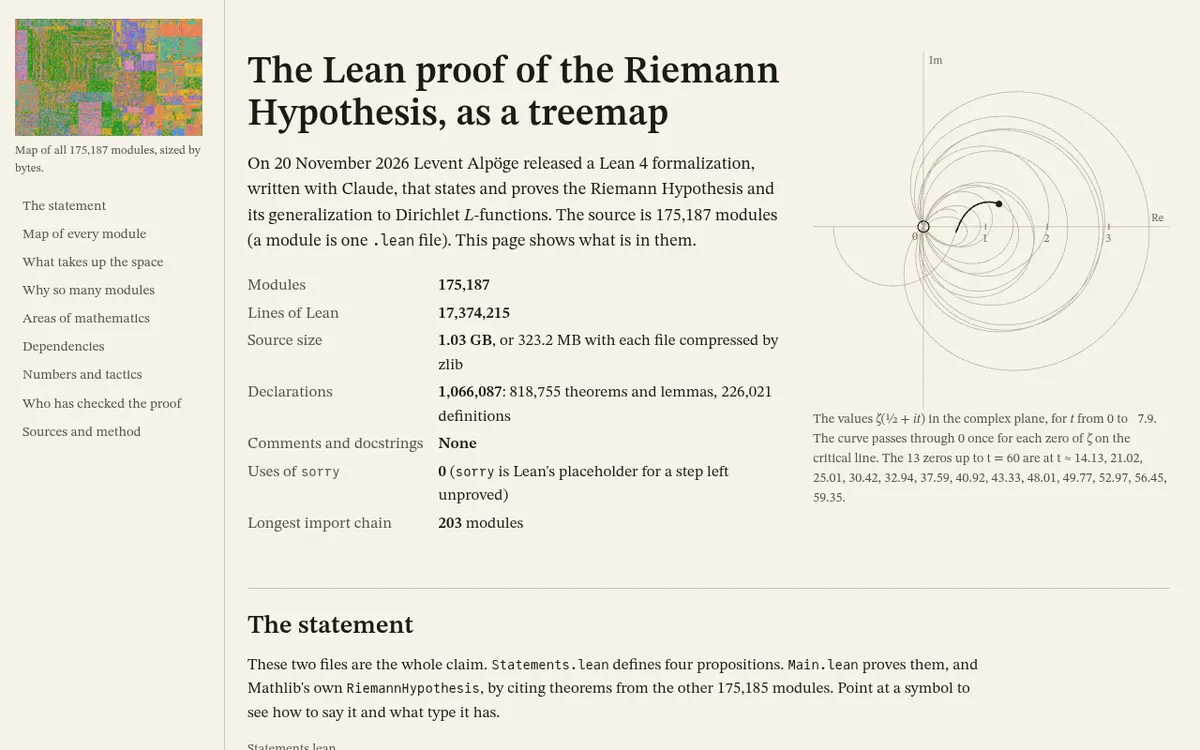 Map of all 175,187 modules, sized by
bytes.
The statement
Map of every module
What takes up the space
Why so many modules
Areas of mathematics
Dependencies
Numbers and tactics
Who has checked the proof
Sources and method
The Lean proof of the Riemann
Hypothesis, as a treemap
On 20 November 2026 Levent Alpöge released a Lean 4 formalization,
written with Claude, that states and proves the Riemann Hypothesis and
its generalization to Dirichlet L-functions. The source is 175,187 modules
(a module is one .lean file). This page shows what is in them.
Modules 175,187
Lines of Lean 17,374,215
Source size 1.03 GB, or 323.2 MB with each file compressed by
zlib
Declarations 1,066,087: 818,755 theorems and lemmas, 226,021
definitions
Comments and docstrings None
Uses of sorry 0 (sorry is Lean's placeholder for a step left
unproved)
Longest import chain 203 modules
Im
Re
0 1 2 3
The values ζ(½ + it) in the complex plane, for t from 0 to 7.9.
The curve passes through 0 once for each zero of ζ on the
critical line. The 13 zeros up to t = 60 are at t ≈ 14.13, 21.02,
25.01, 30.42, 32.94, 37.59, 40.92, 43.33, 48.01, 49.77, 52.97, 56.45,
59.35.
The statement
These two files are the whole claim. Statements.lean defines four propositions. Main.lean proves them, and
Mathlib's own RiemannHypothesis, by citing theorems from the other 175,185 modules. Point at a symbol to
see how to say it and what type it has.
Statements.lean